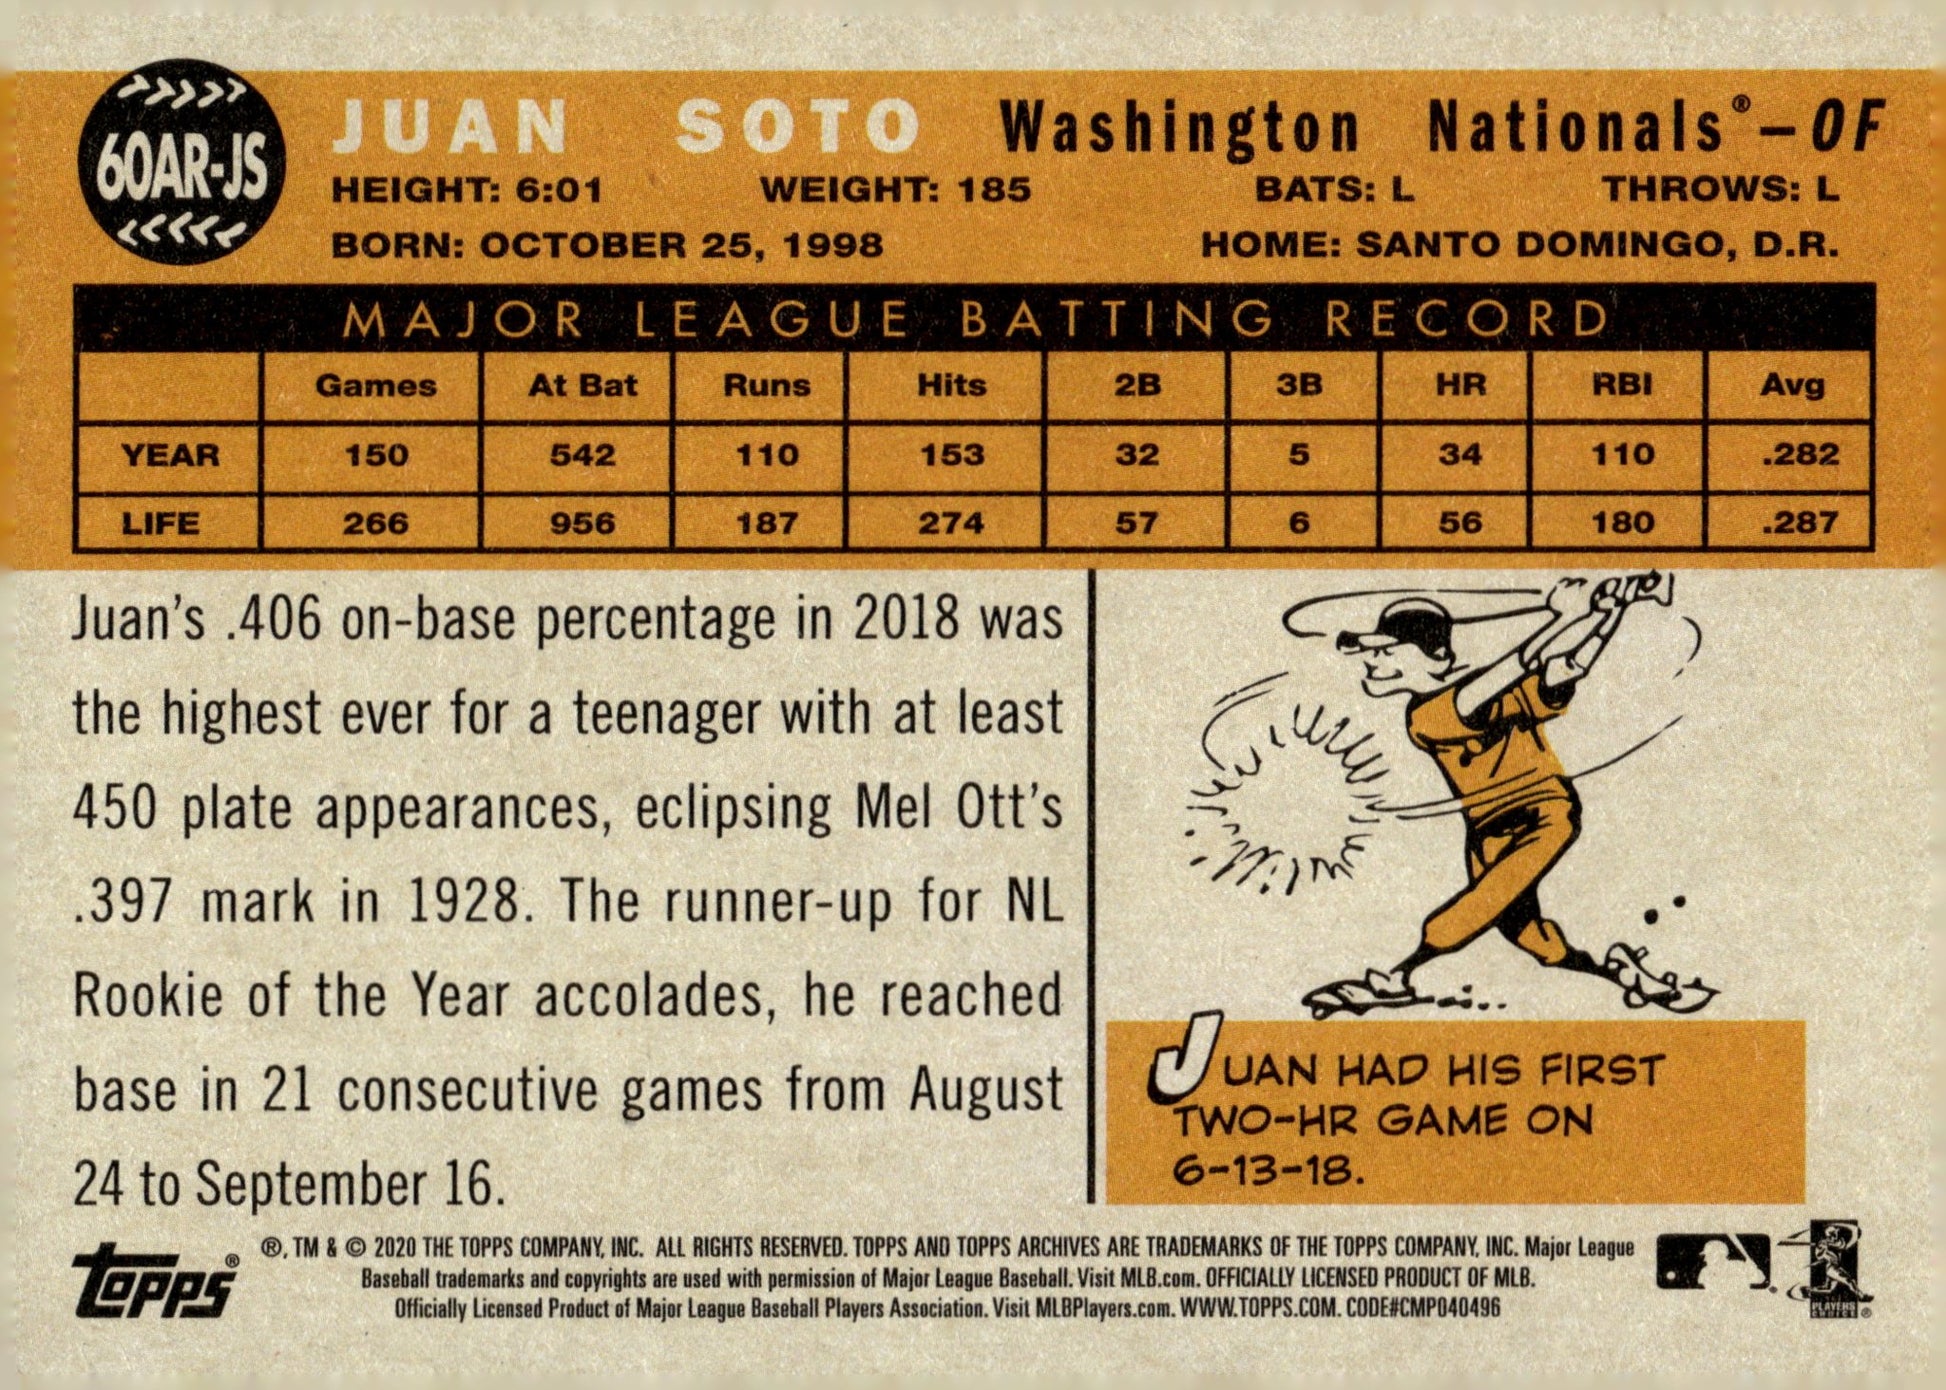 60AR-JS
JUAN SOTO Washington Nationals®–OF
HEIGHT: 6:01 WEIGHT: 185 BATS: L THROWS: L
BORN: OCTOBER 25, 1998 HOME: SANTO DOMINGO, D.R.
MAJOR LEAGUE BATTING RECORD
Games At Bat Runs Hits 2B 3B HR RBI Avg
YEAR 150 542 110 153 32 5 34 110 .282
LIFE 266 956 187 274 57 6 56 180 .287
Juan's .406 on-base percentage in 2018 was
the highest ever for a teenager with at least
450 plate appearances, eclipsing Mel Ott's
.397 mark in 1928. The runner-up for NL
Rookie of the Year accolades, he reached
base in 21 consecutive games from August
24 to September 16.
JUAN HAD HIS FIRST
TWO-HR GAME ON
6-13-18.
topps®
®, TM & © 2020 THE TOPPS COMPANY, INC. ALL RIGHTS RESERVED. TOPPS AND TOPPS ARCHIVES ARE TRADEMARKS OF THE TOPPS COMPANY, INC. Major League
Baseball trademarks and copyrights are used with permission of Major League Baseball. Visit MLB.com. OFFICIALLY LICENSED PRODUCT OF MLB.
Officially Licensed Product of Major League Baseball Players Association. Visit MLBPlayers.com. WWW.TOPPS.COM. CODE#CMP040496
PLAYERS
CHOICE ®